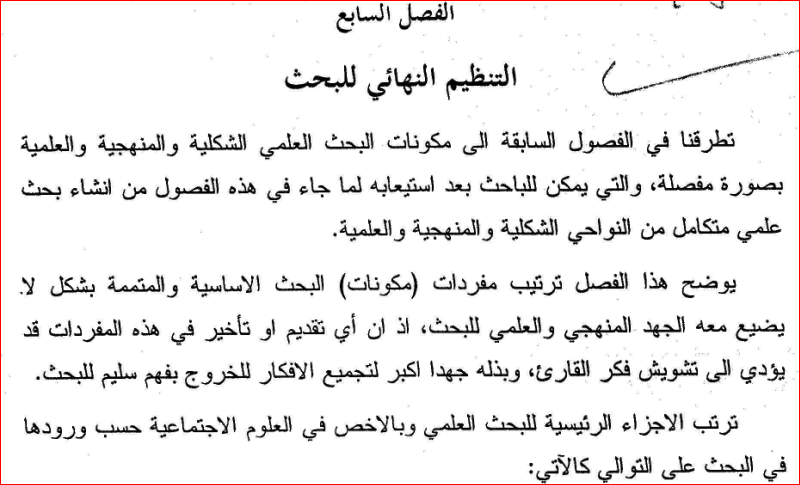 الفصل السابع
التنظيم النهائي للبحث
تطرقنا في الفصول السابقة الى مكونات البحث العلمي الشكلية والمنهجية والعلمية
بصورة مفصلة، والتي يمكن للباحث بعد استيعابه لما جاء في هذه الفصول من انشاء بحث
علمي متكامل من النواحي الشكلية والمنهجية والعلمية.
يوضح هذا الفصل ترتيب مفردات (مكونات) البحث الاساسية والمتممة بشكل لا
يضيع معه الجهد المنهجي والعلمي للبحث، اذ ان أي تقديم او تأخير في هذه المفردات قد
يؤدي الى تشويش فكر القارئ، وبذله جهدا اكبر لتجميع الافكار للخروج بفهم سليم للبحث.
ترتب الاجزاء الرئيسية للبحث العلمي وبالاخص في العلوم الاجتماعية حسب ورودها
في البحث على التوالي كالآتي: